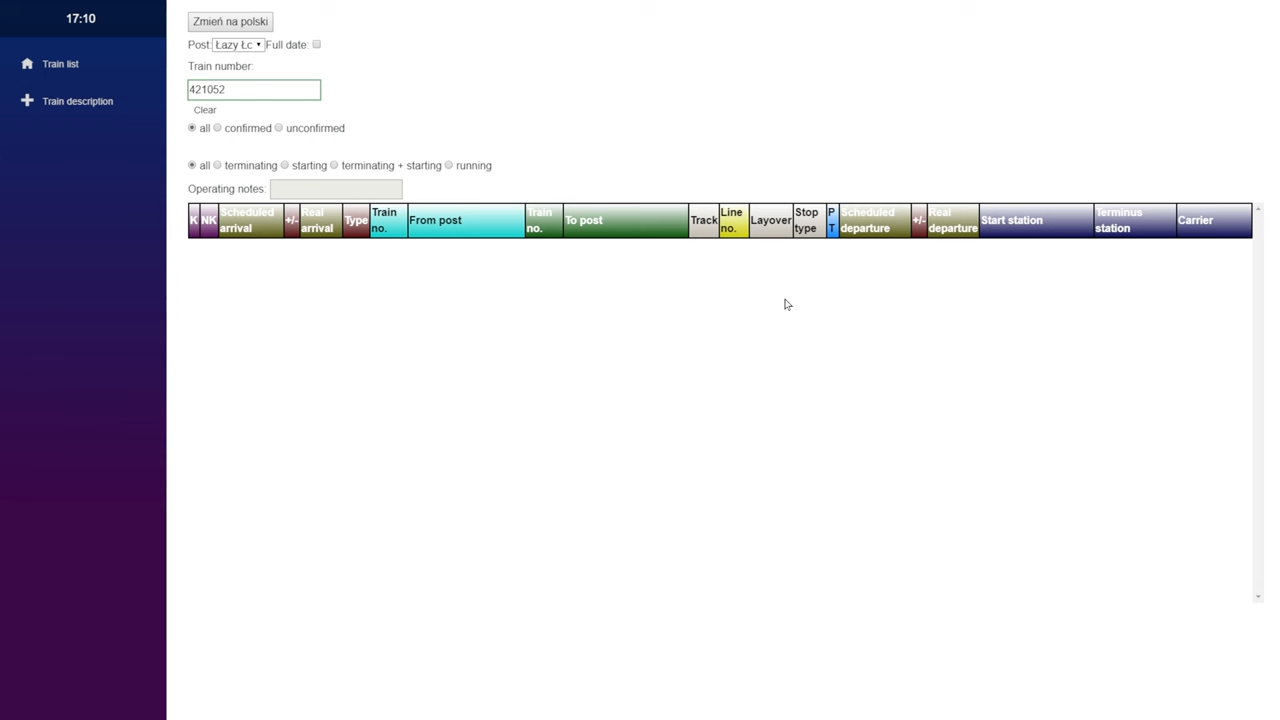 17:10
Train list
Train description
Zmień na polski
Post: Łazy Łc Full date:
Train number:
421052
Clear
all confirmed unconfirmed
all terminating starting terminating + starting running
Operating notes:
K NK Scheduled arrival +/- Real arrival Type Train no. From post Train no. To post Track Line no. Layover Stop type P T Scheduled departure +/- Real departure Start station Terminus station Carrier